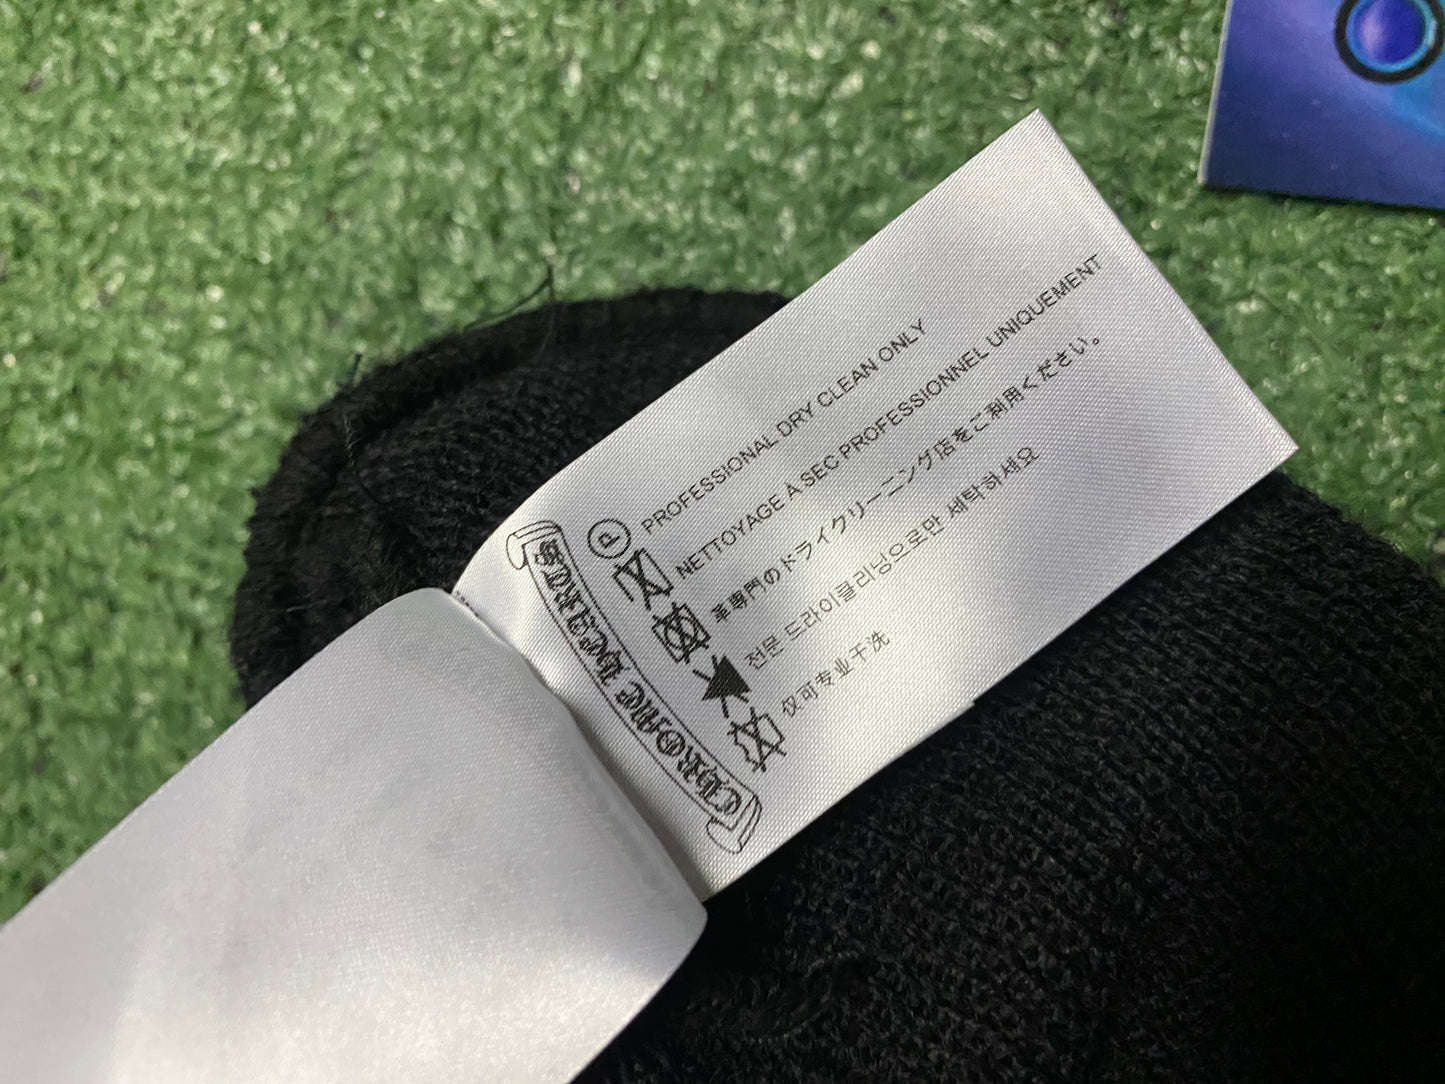 CHROME HEARTS
P
PROFESSIONAL DRY CLEAN ONLY
NETTOYAGE À SEC PROFESSIONNEL UNIQUEMENT
革専門のドライクリーニング店をご利用ください。
전문 드라이클리닝으로만 세탁하세요
仅可专业干洗